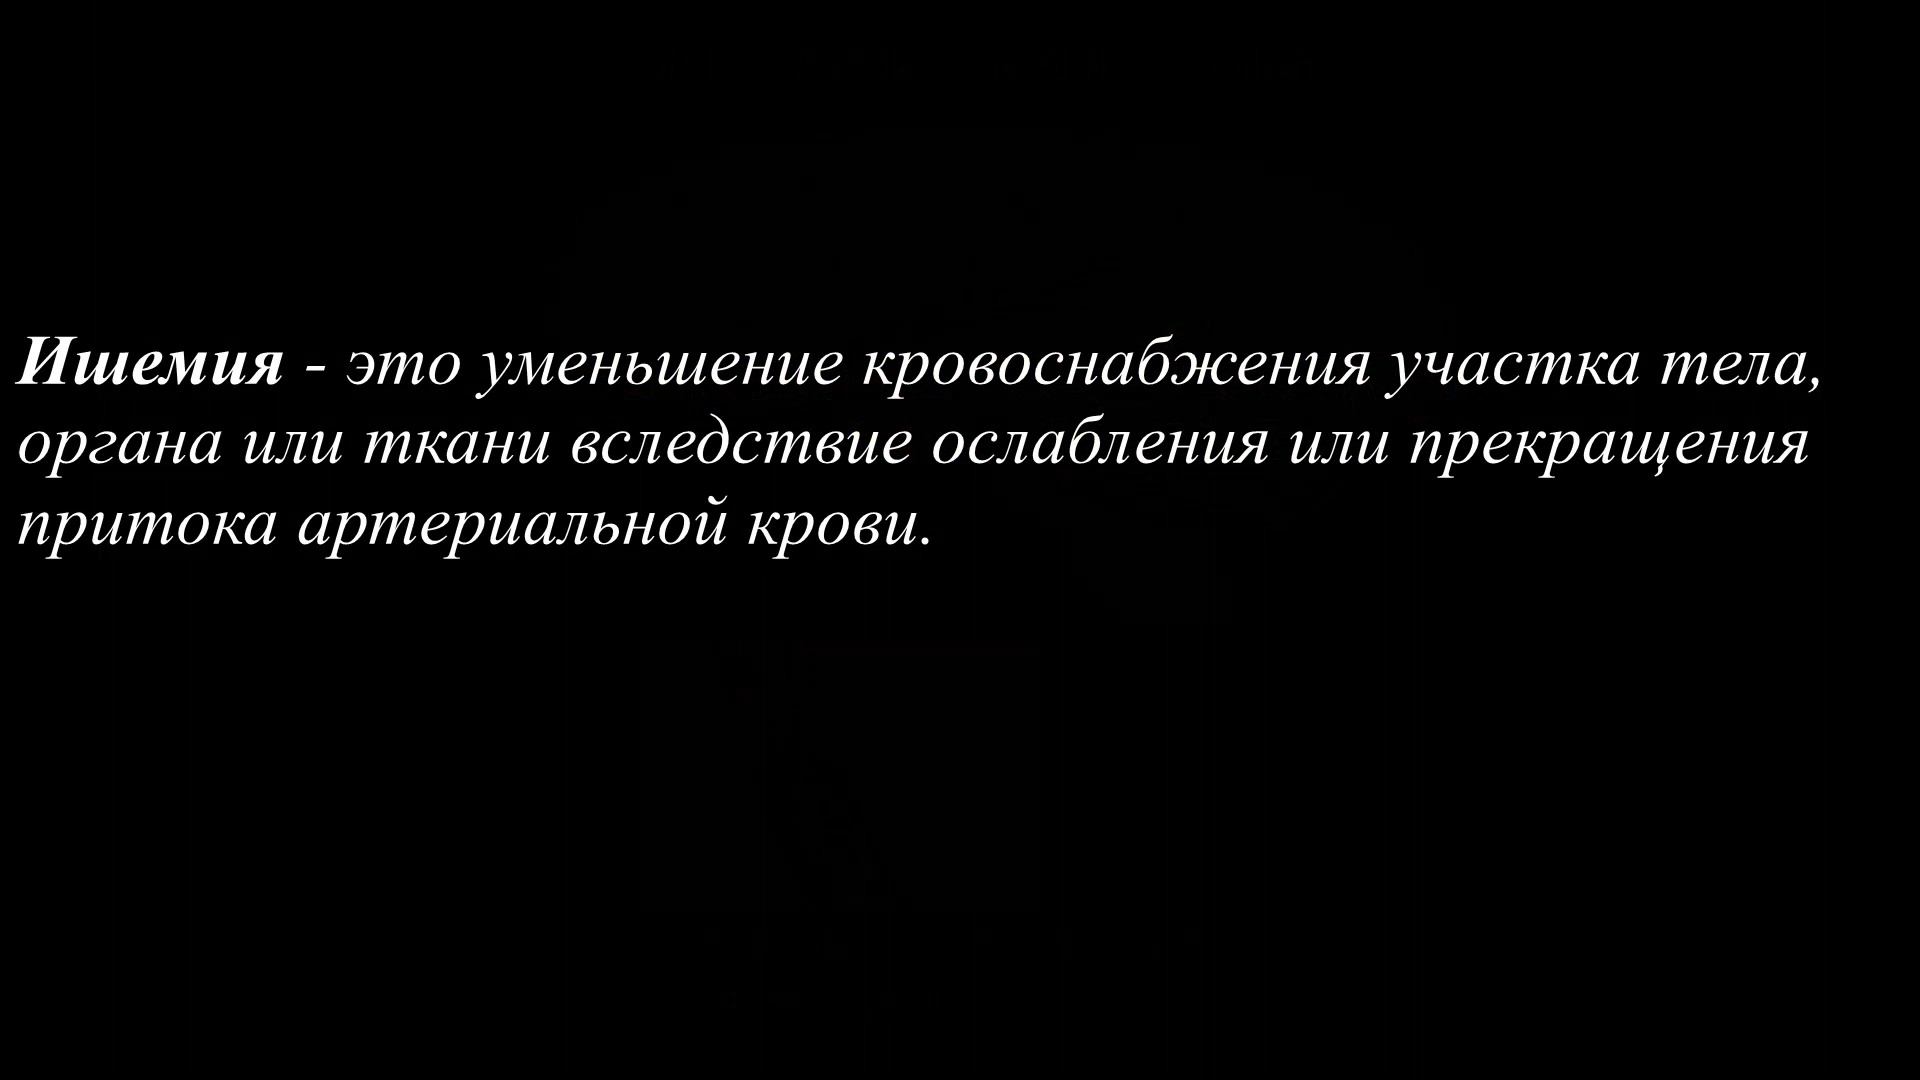 Ишемия - это уменьшение кровоснабжения участка тела,
органа или ткани вследствие ослабления или прекращения
притока артериальной крови.